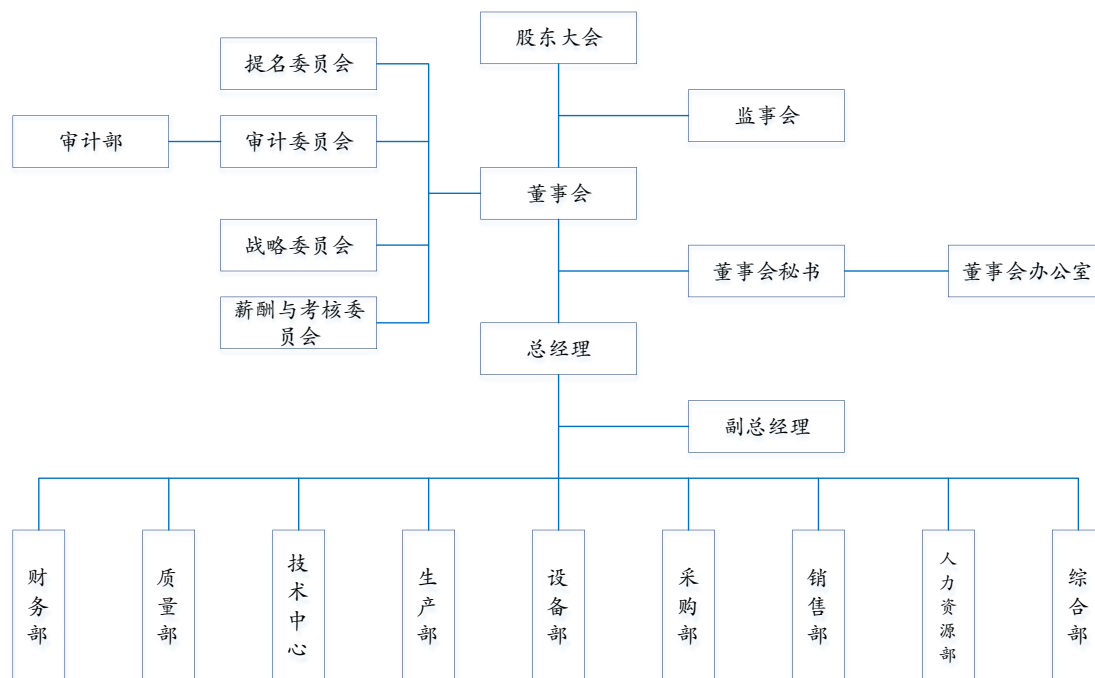 股东大会
提名委员会
监事会
审计部
审计委员会
董事会
战略委员会
董事会秘书
董事会办公室
薪酬与考核委
员会
总经理
副总经理
财务部
质量部
技术中心
生产部
设备部
采购部
销售部
人力资源部
综合部